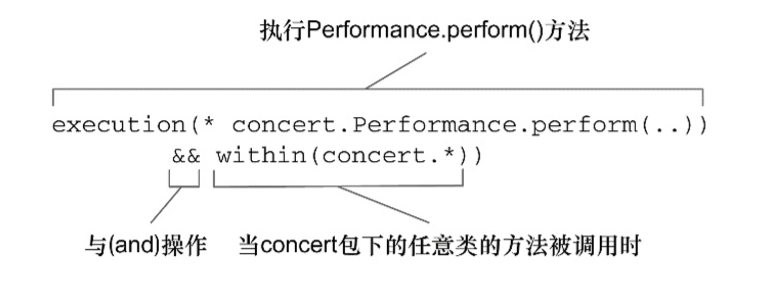 执行Performance.perform()方法
execution(* concert.Performance.perform(..))
&& within(concert.*))
与(and)操作
当concert包下的任意类的方法被调用时